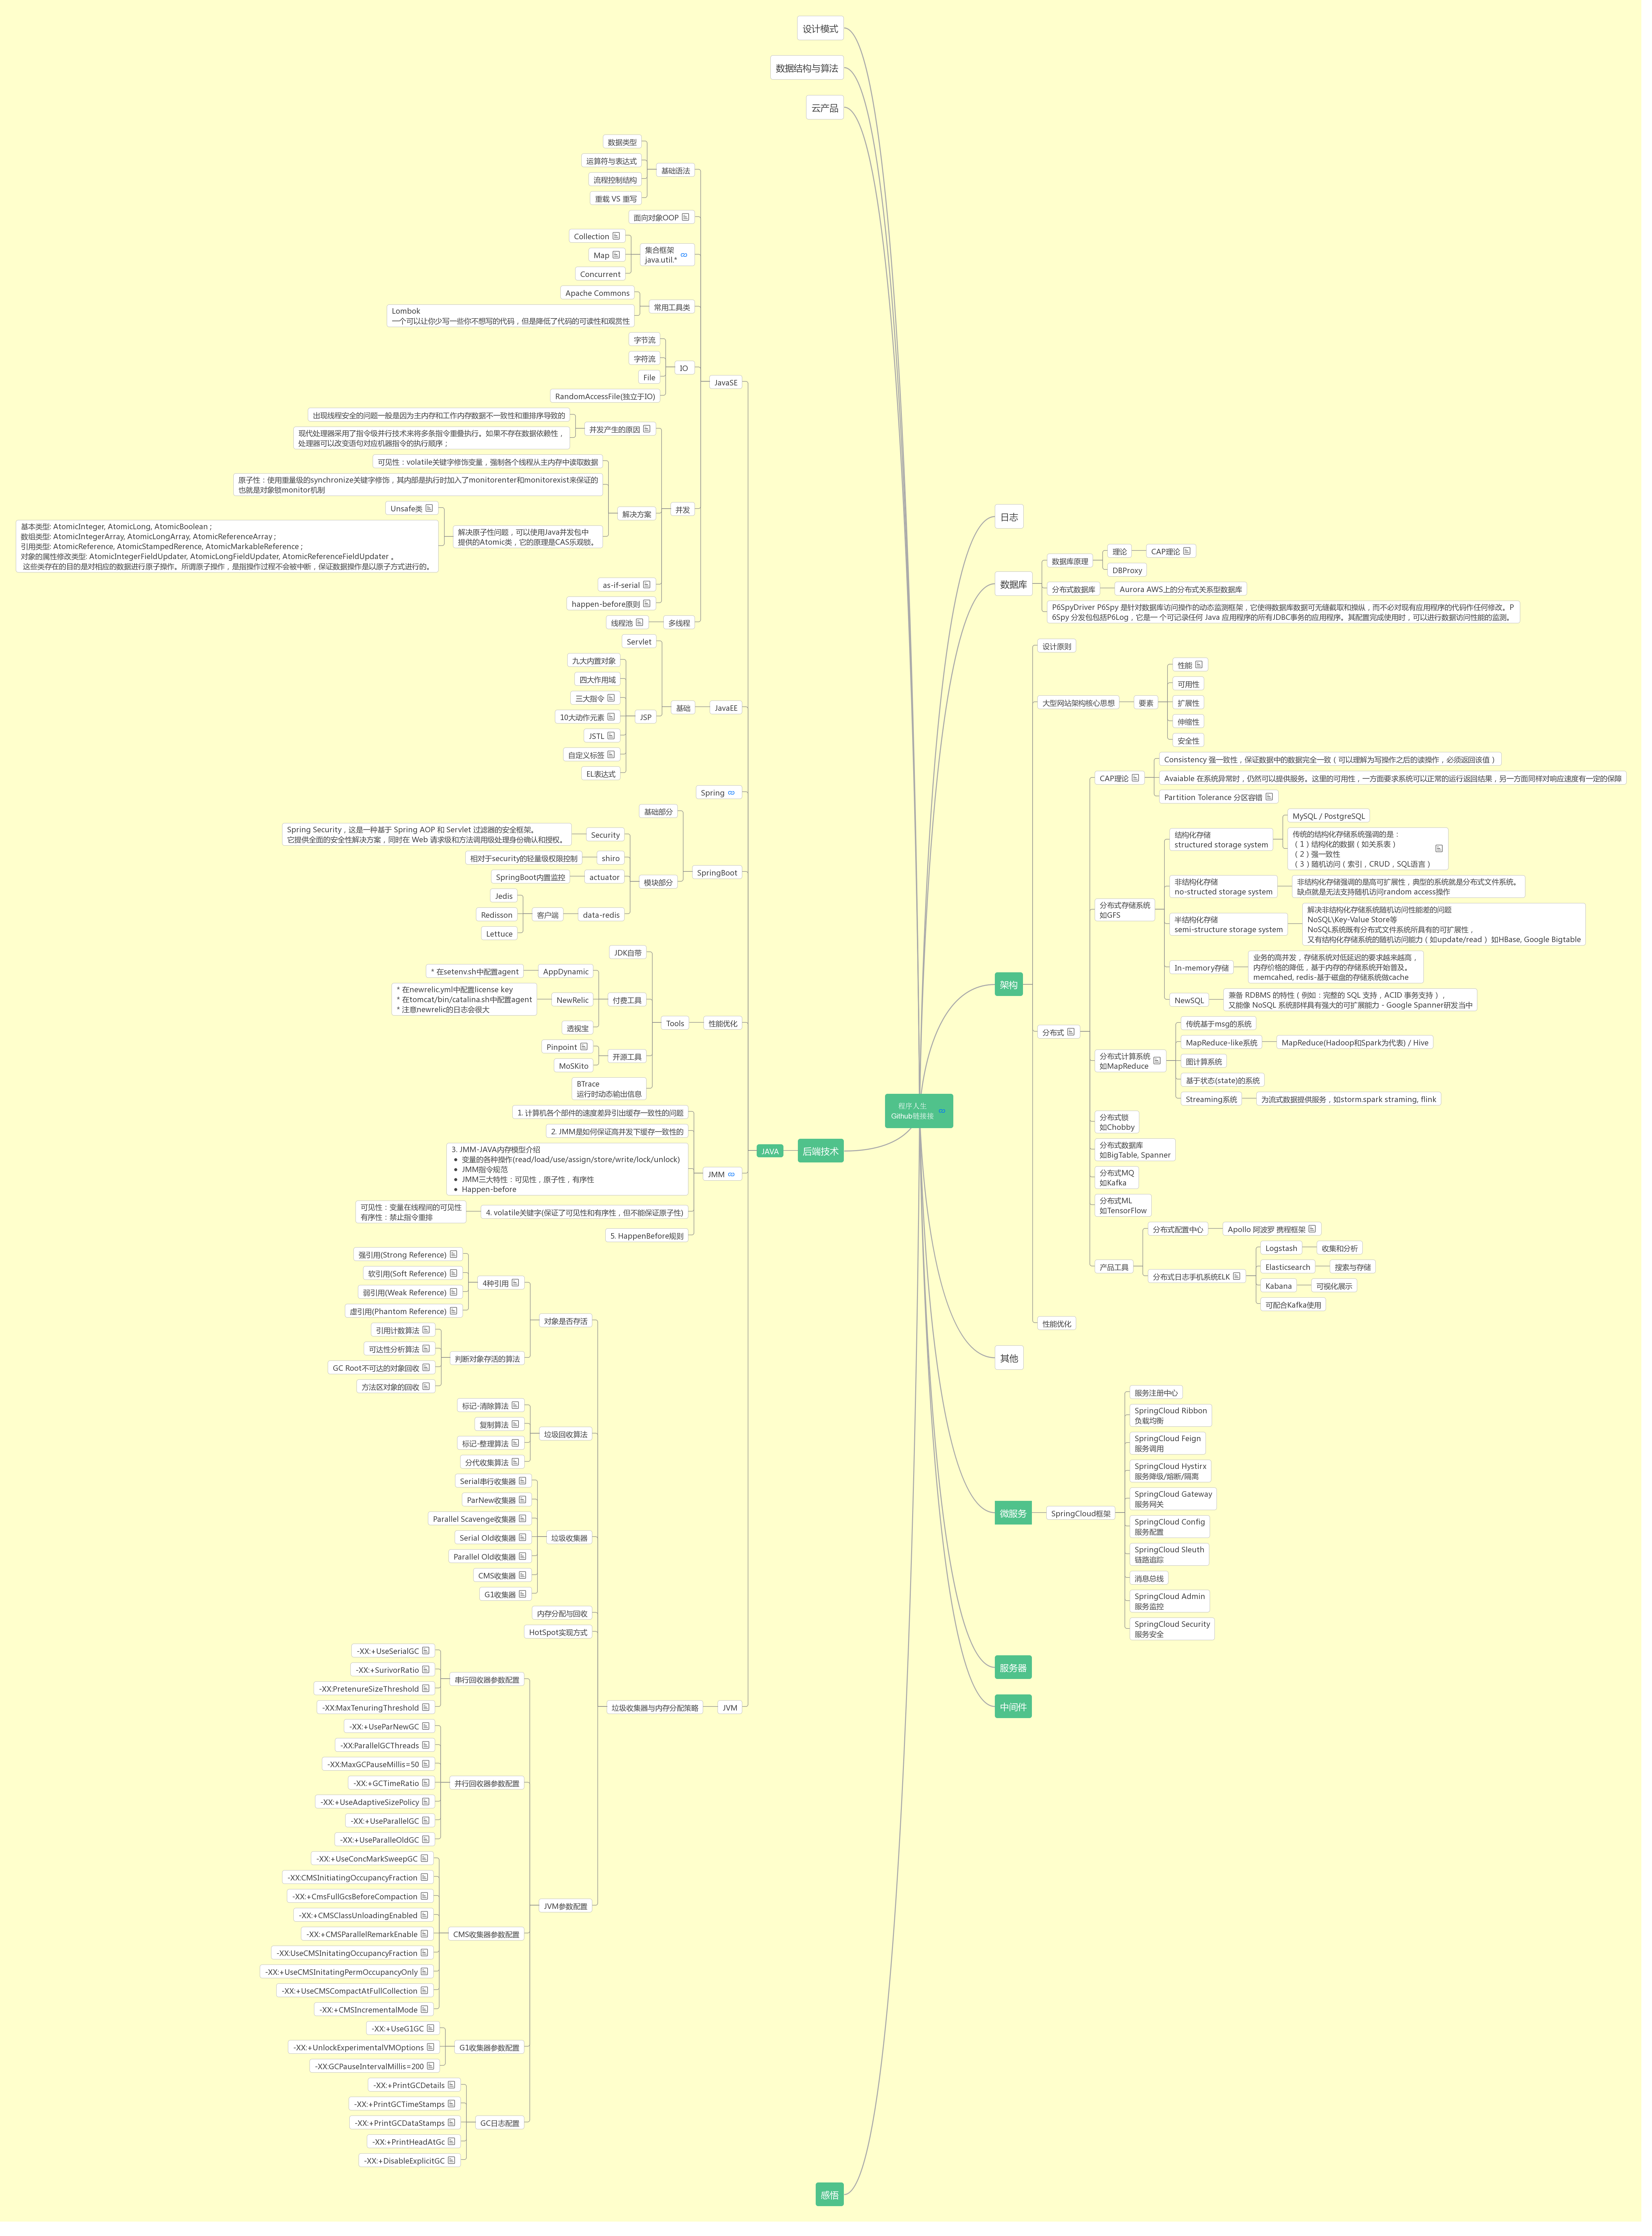 设计模式
数据结构与算法
云产品
数据类型
运算符与表达式
流程控制结构
重载 VS 重写
基础语法
面向对象OOP
Collection
Map
Concurrent
集合框架
java.util.*
Apache Commons
Lombok
一个可以让你少写一些你不想写的代码，但是降低了代码的可读性和观赏性
常用工具类
字节流
字符流
File
RandomAccessFile(独立于IO)
IO
JavaSE
出现线程安全的问题一般是因为主内存和工作内存数据不一致性和重排序导致的
现代处理器采用了指令级并行技术来将多条指令重叠执行。如果不存在数据依赖性，
处理器可以改变语句对应机器指令的执行顺序；
并发产生的原因
可见性：volatile关键字修饰变量，强制各个线程从主内存中读取数据
原子性：使用重量级的synchronize关键字修饰，其内部是执行时加入了monitorenter和monitorexist来保证的
也就是对象锁monitor机制
Unsafe类
基本类型: AtomicInteger, AtomicLong, AtomicBoolean ;
数组类型: AtomicIntegerArray, AtomicLongArray, AtomicReferenceArray ;
引用类型: AtomicReference, AtomicStampedRerence, AtomicMarkableReference ;
对象的属性修改类型: AtomicIntegerFieldUpdater, AtomicLongFieldUpdater, AtomicReferenceFieldUpdater 。
这些类存在的目的是对相应的数据进行原子操作。所谓原子操作，是指操作过程不会被中断，保证数据操作是以原子方式进行的。
解决原子性问题，可以使用Java并发包中
提供的Atomic类，它的原理是CAS乐观锁。
解决方案
并发
as-if-serial
happen-before原则
线程池
多线程
Servlet
九大内置对象
四大作用域
三大指令
10大动作元素
JSTL
自定义标签
EL表达式
JSP
基础
JavaEE
Spring
基础部分
Spring Security，这是一种基于 Spring AOP 和 Servlet 过滤器的安全框架。
它提供全面的安全性解决方案，同时在 Web 请求级和方法调用级处理身份确认和授权。
Security
相对于security的轻量级权限控制
shiro
SpringBoot内置监控
actuator
模块部分
Jedis
Redisson
Lettuce
客户端
data-redis
SpringBoot
JDK自带
* 在setenv.sh中配置agent
AppDynamic
* 在newrelic.yml中配置license key
* 在tomcat/bin/catalina.sh中配置agent
* 注意newrelic的日志会很大
NewRelic
透视宝
付费工具
Pinpoint
MoSKito
开源工具
BTrace
运行时动态输出信息
Tools
性能优化
1. 计算机各个部件的速度差异引出缓存一致性的问题
2. JMM是如何保证高并发下缓存一致性的
3. JMM-JAVA内存模型介绍
● 变量的各种操作(read/load/use/assign/store/write/lock/unlock)
● JMM指令规范
● JMM三大特性：可见性，原子性，有序性
● Happen-before
可见性：变量在线程间的可见性
有序性：禁止指令重排
4. volatile关键字(保证了可见性和有序性，但不能保证原子性)
5. HappenBefore规则
JMM
强引用(Strong Reference)
软引用(Soft Reference)
弱引用(Weak Reference)
虚引用(Phantom Reference)
4种引用
引用计数算法
可达性分析算法
GC Root不可达的对象回收
方法区对象的回收
判断对象存活的算法
对象是否存活
标记-清除算法
复制算法
标记-整理算法
分代收集算法
垃圾回收算法
Serial串行收集器
ParNew收集器
Parallel Scavenge收集器
Serial Old收集器
Parallel Old收集器
CMS收集器
G1收集器
垃圾收集器
内存分配与回收
HotSpot实现方式
-XX:+UseSerialGC
-XX:+SurivorRatio
-XX:PretenureSizeThreshold
-XX:MaxTenuringThreshold
串行回收器参数配置
-XX:+UseParNewGC
-XX:ParallelGCThreads
-XX:MaxGCPauseMillis=50
-XX:+GCTimeRatio
-XX:+UseAdaptiveSizePolicy
-XX:+UseParallelGC
-XX:+UseParalleOldGC
并行回收器参数配置
-XX:+UseConcMarkSweepGC
-XX:CMSInitiatingOccupancyFraction
-XX:+CmsFullGcsBeforeCompaction
-XX:+CMSClassUnloadingEnabled
-XX:+CMSParallelRemarkEnable
-XX:UseCMSInitatingOccupancyFraction
-XX:+UseCMSInitatingPermOccupancyOnly
-XX:+UseCMSCompactAtFullCollection
-XX:+CMSIncrementalMode
CMS收集器参数配置
-XX:+UseG1GC
-XX:+UnlockExperimentalVMOptions
-XX:GCPauseIntervalMillis=200
G1收集器参数配置
-XX:+PrintGCDetails
-XX:+PrintGCTimeStamps
-XX:+PrintGCDataStamps
-XX:+PrintHeadAtGc
-XX:+DisableExplicitGC
GC日志配置
JVM参数配置
垃圾收集器与内存分配策略
JVM
JAVA
后端技术
感悟
程序人生
Github链接接
日志
数据库
数据库原理
理论
CAP理论
DBProxy
分布式数据库
Aurora AWS上的分布式关系型数据库
P6SpyDriver P6Spy 是针对数据库访问操作的动态监测框架，它使得数据库数据可无缝截取和操纵，而不必对现有应用程序的代码作任何修改。P
6Spy 分发包包括P6Log，它是一 个可记录任何 Java 应用程序的所有JDBC事务的应用程序。其配置完成使用时，可以进行数据访问性能的监测。
架构
设计原则
大型网站架构核心思想
要素
性能
可用性
扩展性
伸缩性
安全性
分布式
CAP理论
Consistency 强一致性，保证数据中的数据完全一致（可以理解为写操作之后的读操作，必须返回该值）
Avaiable 在系统异常时，仍然可以提供服务。这里的可用性，一方面要求系统可以正常的运行返回结果，另一方面同样对响应速度有一定的保障
Partition Tolerance 分区容错
分布式存储系统
如GFS
结构化存储
structured storage system
MySQL / PostgreSQL
传统的结构化存储系统强调的是：
（1）结构化的数据（如关系表）
（2）强一致性
（3）随机访问（索引，CRUD，SQL语言）
非结构化存储
no-structed storage system
非结构化存储强调的是高可扩展性，典型的系统就是分布式文件系统。
缺点就是无法支持随机访问random access操作
半结构化存储
semi-structure storage system
解决非结构化存储系统随机访问性能差的问题
NoSQL\Key-Value Store等
NoSQL系统既有分布式文件系统所具有的可扩展性，
又有结构化存储系统的随机访问能力（如update/read）如HBase, Google Bigtable
In-memory存储
业务的高并发，存储系统对低延迟的要求越来越高，
内存价格的降低，基于内存的存储系统开始普及。
memcahed, redis-基于磁盘的存储系统做cache
NewSQL
兼备 RDBMS 的特性（例如：完整的 SQL 支持，ACID 事务支持），
又能像 NoSQL 系统那样具有强大的可扩展能力 - Google Spanner研发当中
分布式计算系统
如MapReduce
传统基于msg的系统
MapReduce-like系统
MapReduce(Hadoop和Spark为代表) / Hive
图计算系统
基于状态(state)的系统
Streaming系统
为流式数据提供服务，如storm.spark straming, flink
分布式锁
如Chobby
分布式数据库
如BigTable, Spanner
分布式MQ
如Kafka
分布式ML
如TensorFlow
产品工具
分布式配置中心
Apollo 阿波罗 携程框架
分布式日志手机系统ELK
Logstash
收集和分析
Elasticsearch
搜索与存储
Kabana
可视化展示
可配合Kafka使用
性能优化
其他
微服务
SpringCloud框架
服务注册中心
SpringCloud Ribbon
负载均衡
SpringCloud Feign
服务调用
SpringCloud Hystirx
服务降级/熔断/隔离
SpringCloud Gateway
服务网关
SpringCloud Config
服务配置
SpringCloud Sleuth
链路追踪
消息总线
SpringCloud Admin
服务监控
SpringCloud Security
服务安全
服务器
中间件